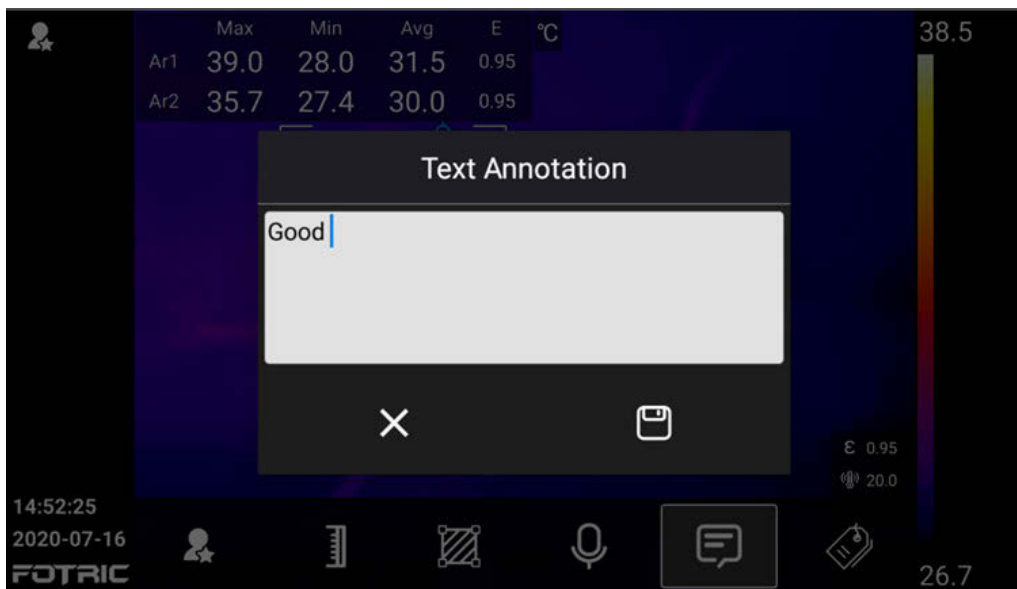 Max Min Avg E °C
Ar1 39.0 28.0 31.5 0.95
Ar2 35.7 27.4 30.0 0.95
38.5
Text Annotation
Good
ε 0.95
20.0
14:52:25
2020-07-16
FOTRIC
26.7